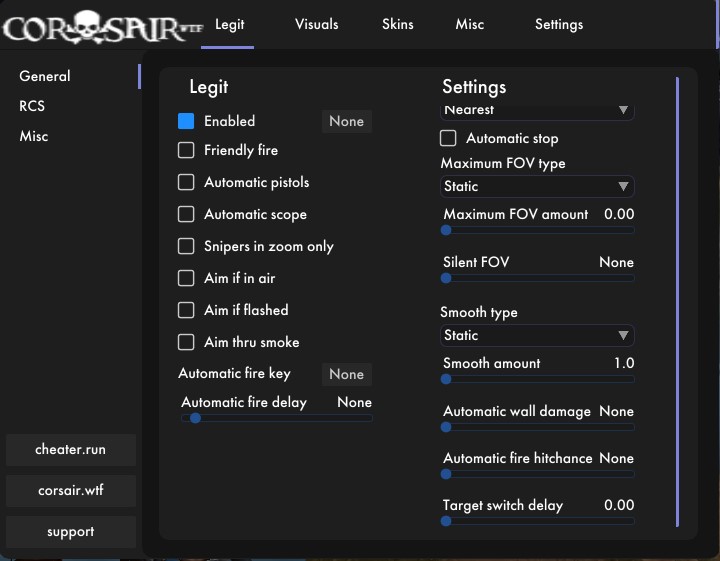 CORSAIR.WTF
Legit Visuals Skins Misc Settings
General
RCS
Misc
cheater.run
corsair.wtf
support
Legit
Enabled None
Friendly fire
Automatic pistols
Automatic scope
Snipers in zoom only
Aim if in air
Aim if flashed
Aim thru smoke
Automatic fire key None
Automatic fire delay None
Settings
Nearest
Automatic stop
Maximum FOV type
Static
Maximum FOV amount 0.00
Silent FOV None
Smooth type
Static
Smooth amount 1.0
Automatic wall damage None
Automatic fire hitchance None
Target switch delay 0.00